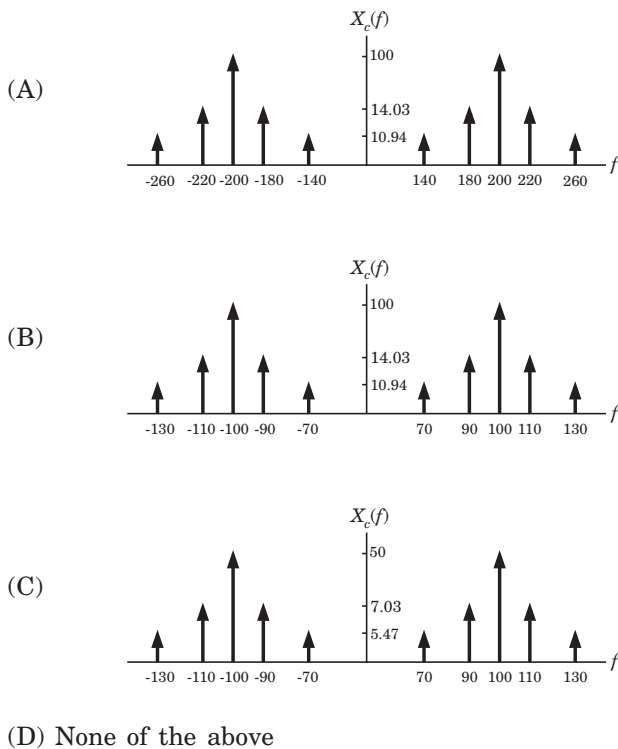 X_c(f)
(A)
100
14.03
10.94
-260 -220 -200 -180 -140 140 180 200 220 260 f
X_c(f)
(B)
100
14.03
10.94
-130 -110 -100 -90 -70 70 90 100 110 130 f
X_c(f)
(C)
50
7.03
5.47
-130 -110 -100 -90 -70 70 90 100 110 130 f
(D) None of the above